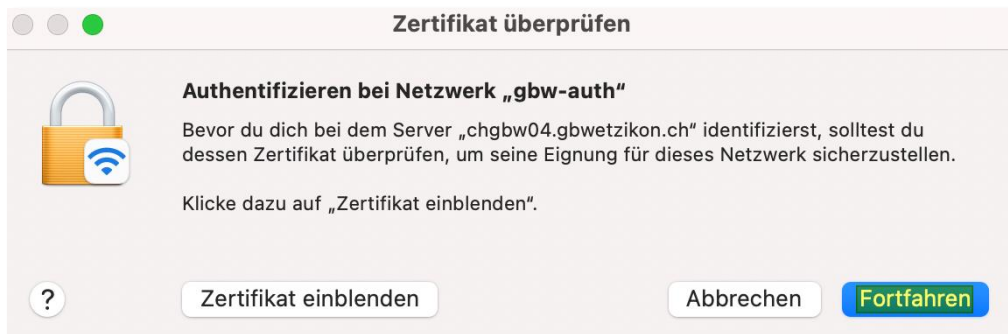 Zertifikat überprüfen
Authentifizieren bei Netzwerk „gbw-auth“
Bevor du dich bei dem Server „chgbw04.gbwetzikon.ch“ identifizierst, solltest du
dessen Zertifikat überprüfen, um seine Eignung für dieses Netzwerk sicherzustellen.
Klicke dazu auf „Zertifikat einblenden“.
? Zertifikat einblenden Abbrechen Fortfahren